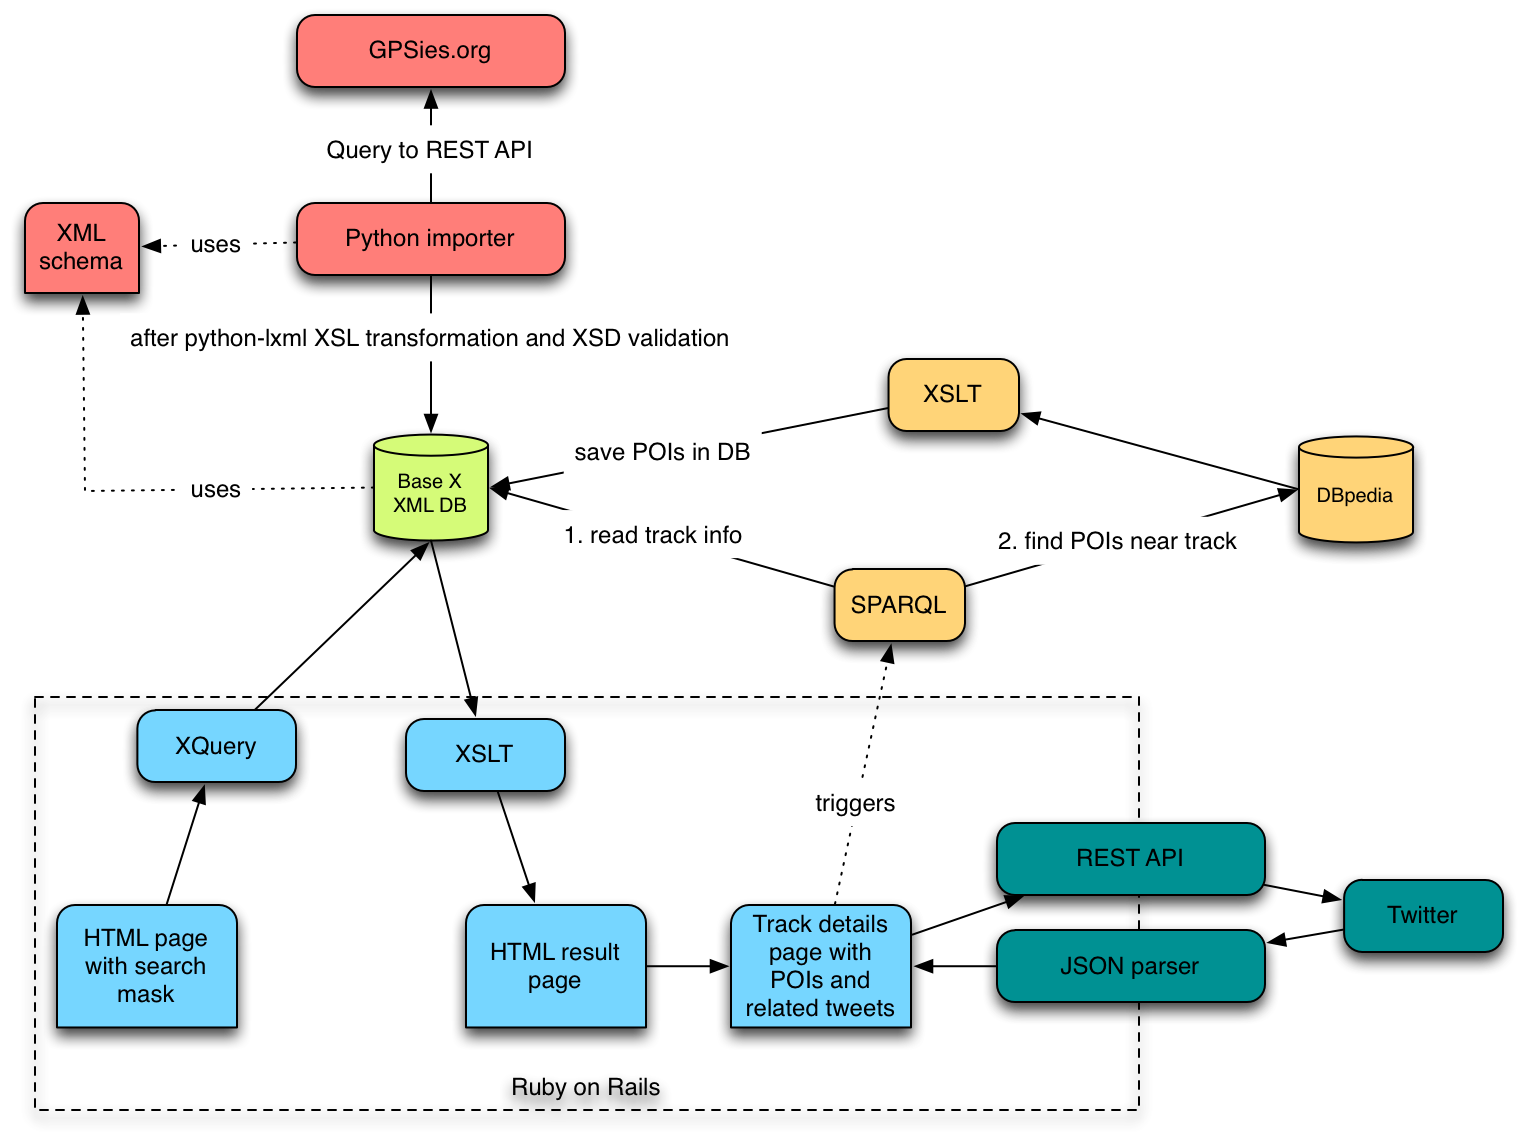 GPSies.org
Query to REST API
XML
schema
uses
Python importer
after python-lxml XSL transformation and XSD validation
XSLT
save POIs in DB
Base X
XML DB
uses
DBpedia
1. read track info
2. find POIs near track
SPARQL
XQuery
XSLT
triggers
REST API
Twitter
HTML page
with search
mask
HTML result
page
Track details
page with
POIs and
related tweets
JSON parser
Ruby on Rails